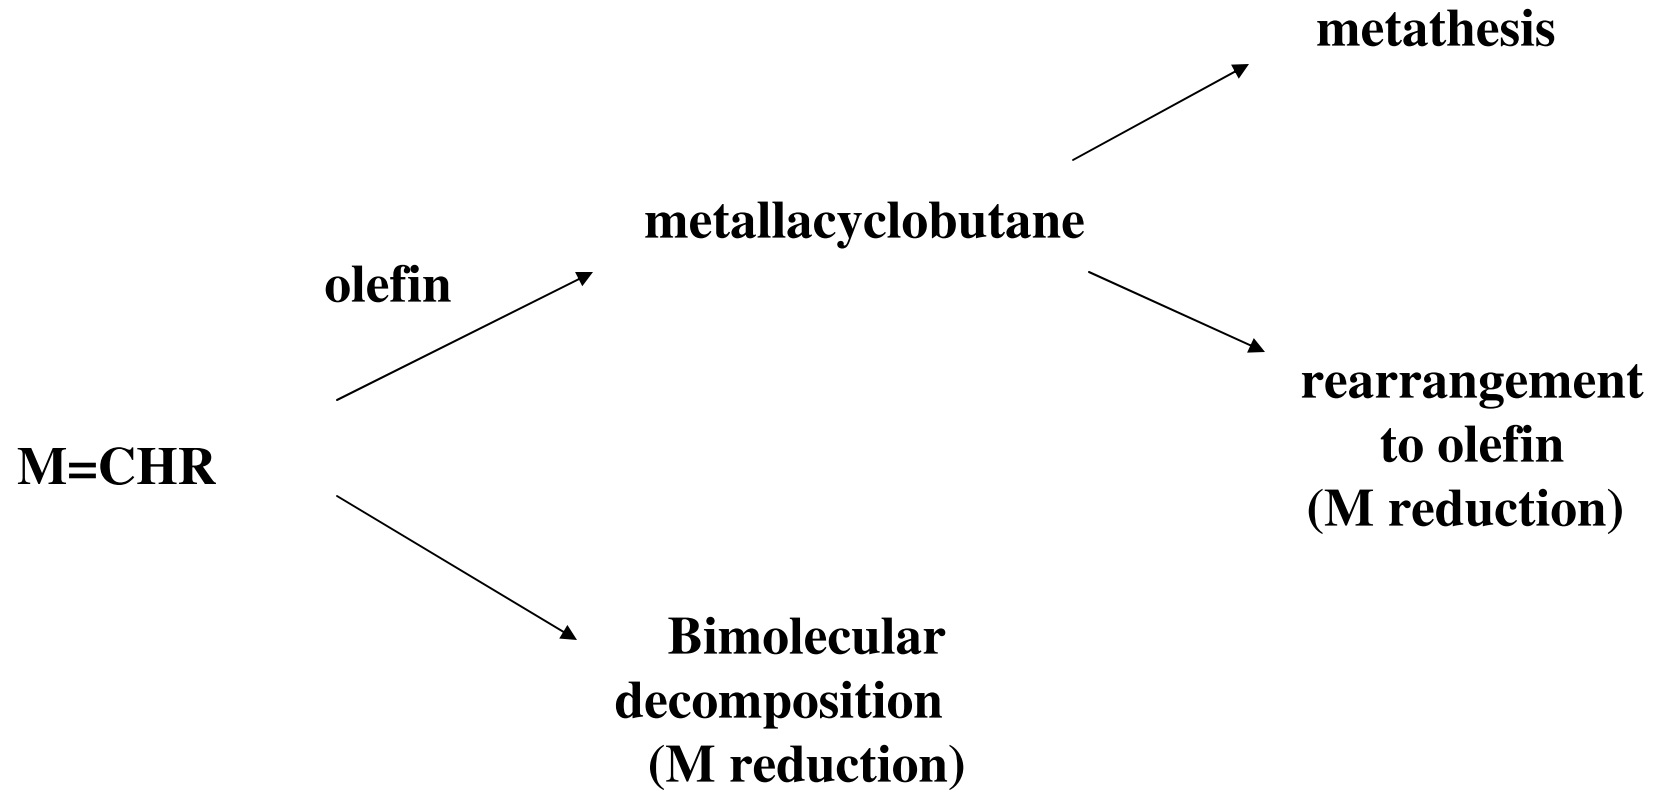 metathesis
metallacyclobutane
olefin
rearrangement
to olefin
(M reduction)
M=CHR
Bimolecular
decomposition
(M reduction)